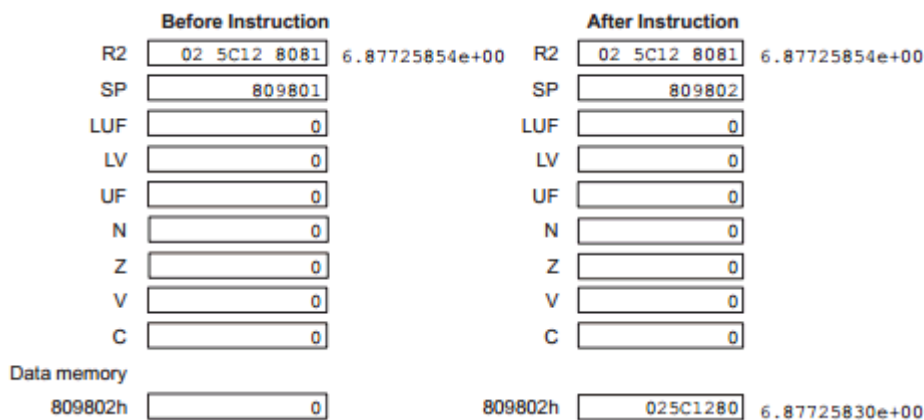 Before Instruction After Instruction
R2 02 5C12 8081 6.87725854e+00 R2 02 5C12 8081 6.87725854e+00
SP 809801 SP 809802
LUF 0 LUF 0
LV 0 LV 0
UF 0 UF 0
N 0 N 0
Z 0 Z 0
V 0 V 0
C 0 C 0
Data memory
809802h 0 809802h 025C1280 6.87725830e+00